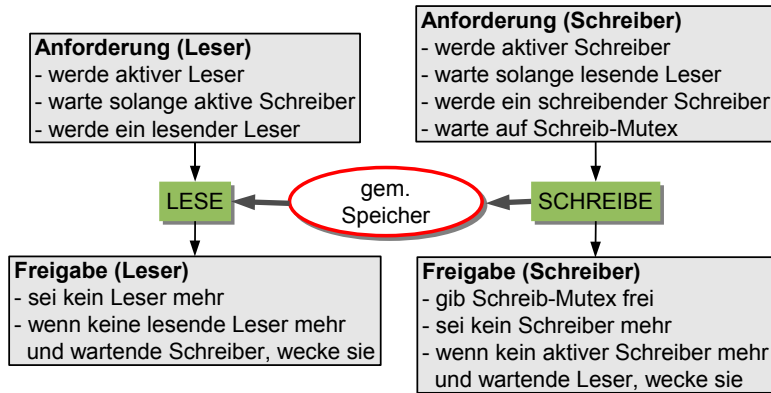 Anforderung (Leser)
- werde aktiver Leser
- warte solange aktive Schreiber
- werde ein lesender Leser
Anforderung (Schreiber)
- werde aktiver Schreiber
- warte solange lesende Leser
- werde ein schreibender Schreiber
- warte auf Schreib-Mutex
LESE
gem.
Speicher
SCHREIBE
Freigabe (Leser)
- sei kein Leser mehr
- wenn keine lesende Leser mehr
und wartende Schreiber, wecke sie
Freigabe (Schreiber)
- gib Schreib-Mutex frei
- sei kein Schreiber mehr
- wenn kein aktiver Schreiber mehr
und wartende Leser, wecke sie